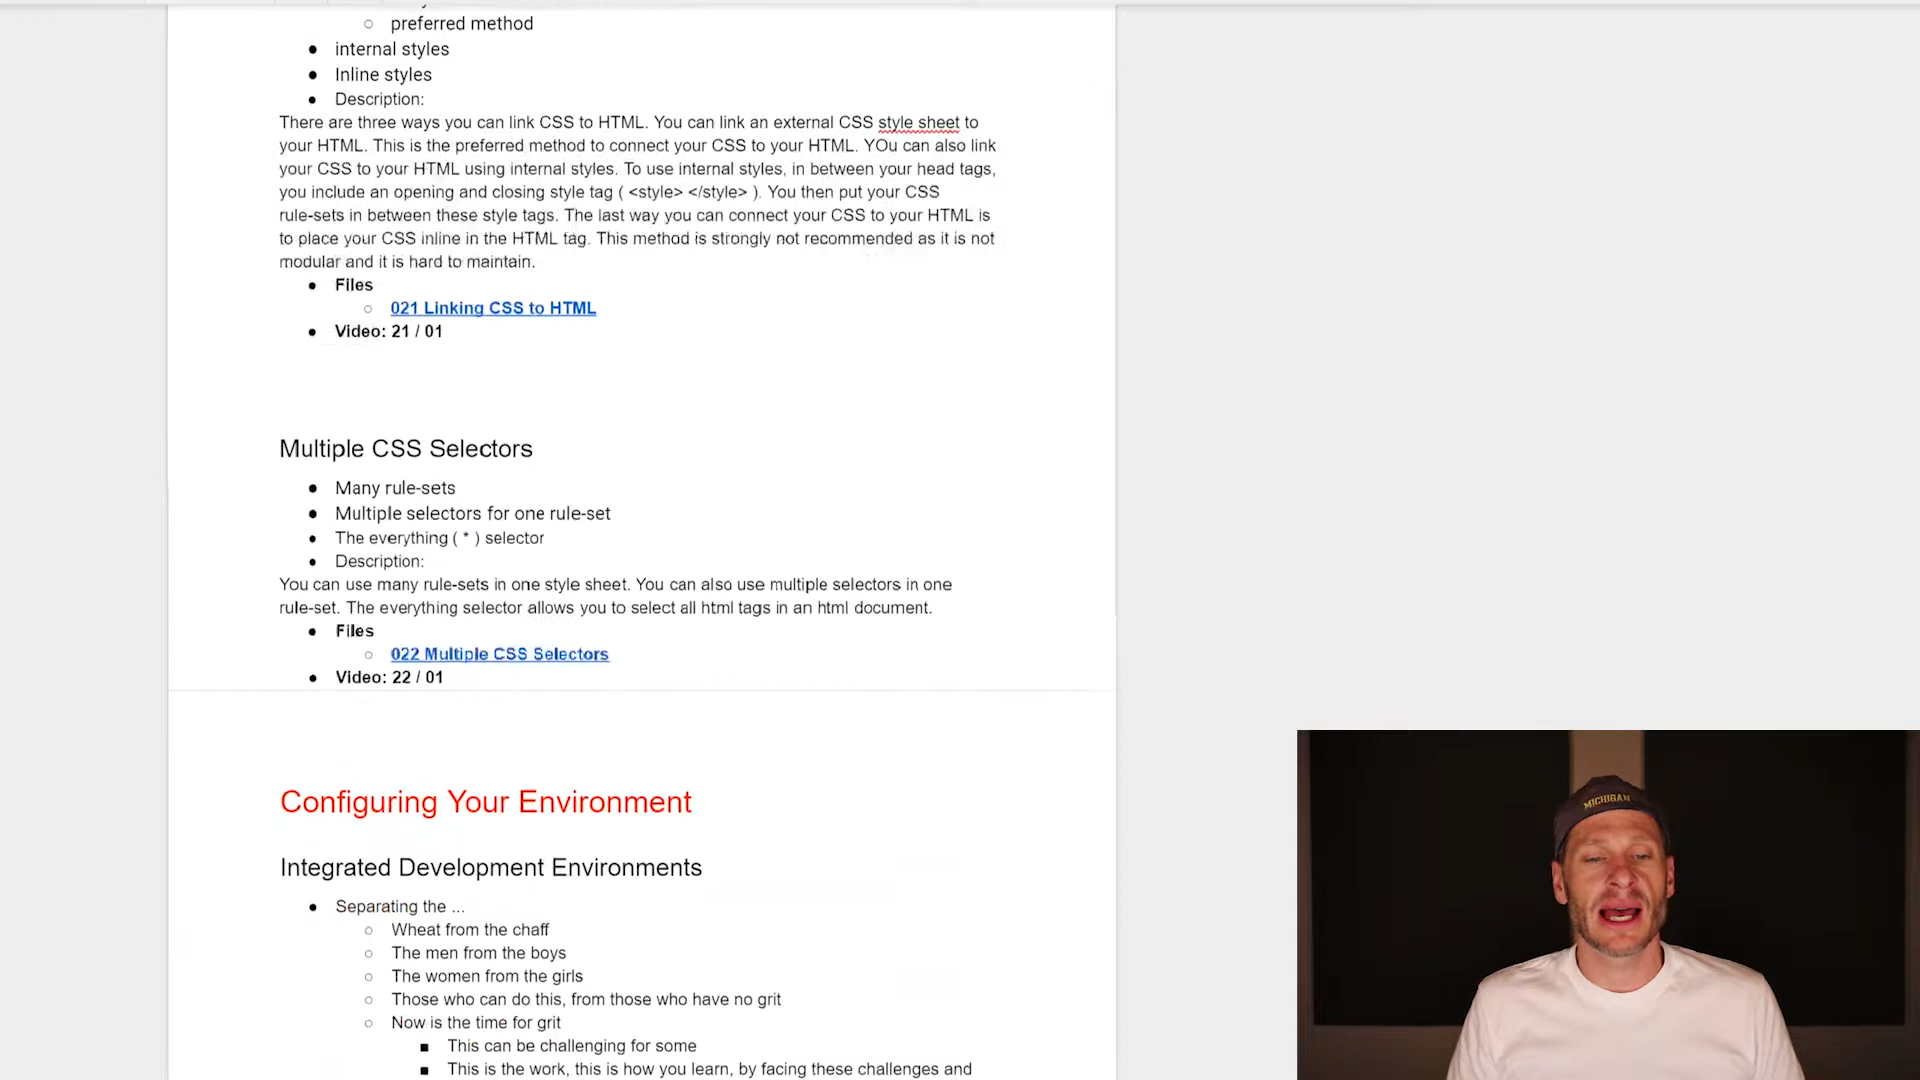 preferred method
internal styles
Inline styles
Description:
There are three ways you can link CSS to HTML. You can link an external CSS style sheet to
your HTML. This is the preferred method to connect your CSS to your HTML. YOu can also link
your CSS to your HTML using internal styles. To use internal styles, in between your head tags,
you include an opening and closing style tag ( <style> </style> ). You then put your CSS
rule-sets in between these style tags. The last way you can connect your CSS to your HTML is
to place your CSS inline in the HTML tag. This method is strongly not recommended as it is not
modular and it is hard to maintain.
Files
021 Linking CSS to HTML
Video: 21 / 01
Multiple CSS Selectors
Many rule-sets
Multiple selectors for one rule-set
The everything ( * ) selector
Description:
You can use many rule-sets in one style sheet. You can also use multiple selectors in one
rule-set. The everything selector allows you to select all html tags in an html document.
Files
022 Multiple CSS Selectors
Video: 22 / 01
Configuring Your Environment
Integrated Development Environments
Separating the ...
Wheat from the chaff
The men from the boys
The women from the girls
Those who can do this, from those who have no grit
Now is the time for grit
This can be challenging for some
This is the work, this is how you learn, by facing these challenges and
MICHIGAN